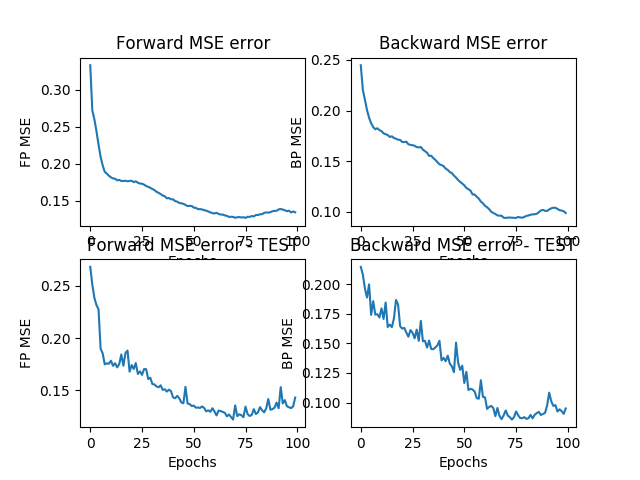 Forward MSE error
Backward MSE error
FP MSE
0.30
0.25
0.20
0.15
0 25 50 75 100
Epochs
BP MSE
0.25
0.20
0.15
0.10
0 25 50 75 100
Epochs
Forward MSE error - TEST
Backward MSE error - TEST
FP MSE
0.25
0.20
0.15
0 25 50 75 100
Epochs
BP MSE
0.200
0.175
0.150
0.125
0.100
0 25 50 75 100
Epochs